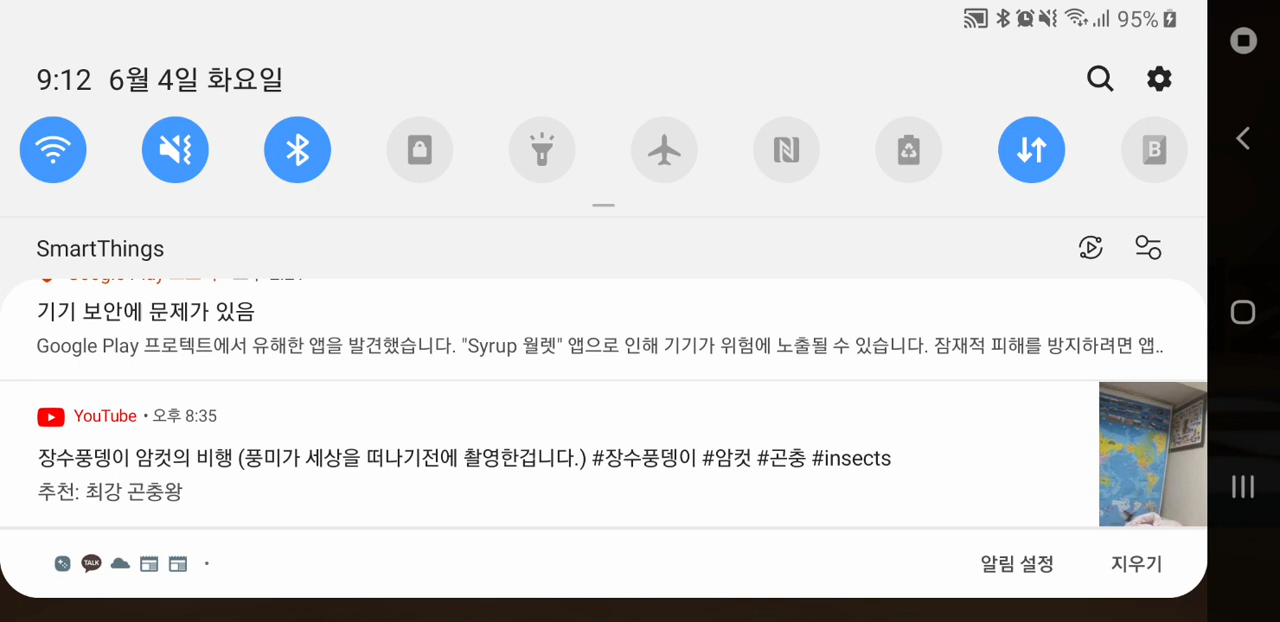 95%
9:12 6월 4일 화요일
B
SmartThings
기기 보안에 문제가 있음
Google Play 프로텍트에서 유해한 앱을 발견했습니다. "Syrup 월렛" 앱으로 인해 기기가 위험에 노출될 수 있습니다. 잠재적 피해를 방지하려면 앱..
YouTube • 오후 8:35
장수풍뎅이 암컷의 비행 (풍미가 세상을 떠나기전에 촬영한겁니다.) #장수풍뎅이 #암컷 #곤충 #insects
추천: 최강 곤충왕
TALK
알림 설정 지우기